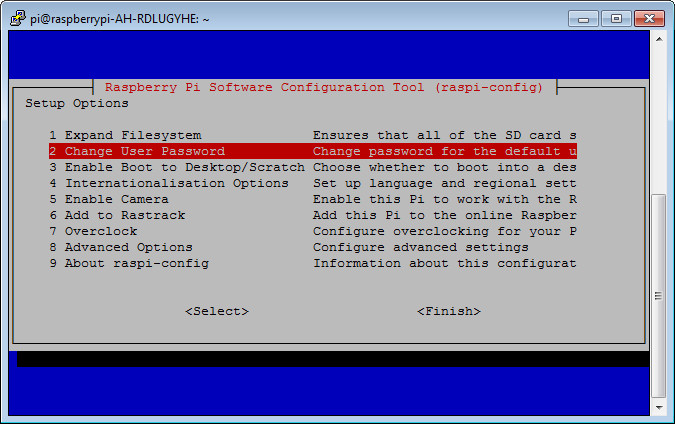 pi@raspberrypi-AH-RDLUGYHE: ~
Raspberry Pi Software Configuration Tool (raspi-config)
Setup Options
1 Expand Filesystem Ensures that all of the SD card s
2 Change User Password Change password for the default u
3 Enable Boot to Desktop/Scratch Choose whether to boot into a des
4 Internationalisation Options Set up language and regional sett
5 Enable Camera Enable this Pi to work with the R
6 Add to Rastrack Add this Pi to the online Raspber
7 Overclock Configure overclocking for your P
8 Advanced Options Configure advanced settings
9 About raspi-config Information about this configurat
<Select> <Finish>